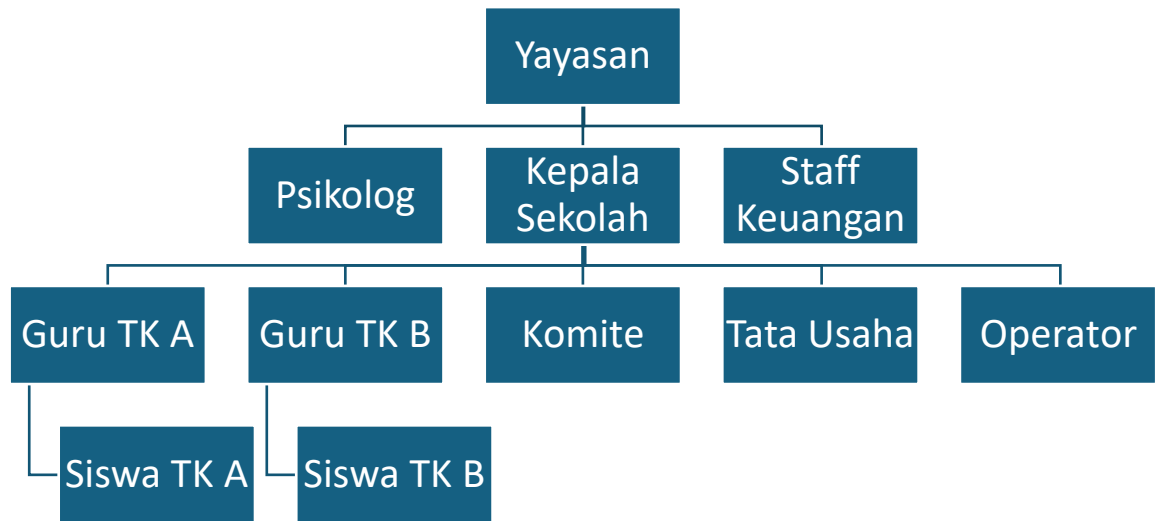 Yayasan
Psikolog
Kepala
Sekolah
Staff
Keuangan
Guru TK A
Guru TK B
Komite
Tata Usaha
Operator
Siswa TK A
Siswa TK B